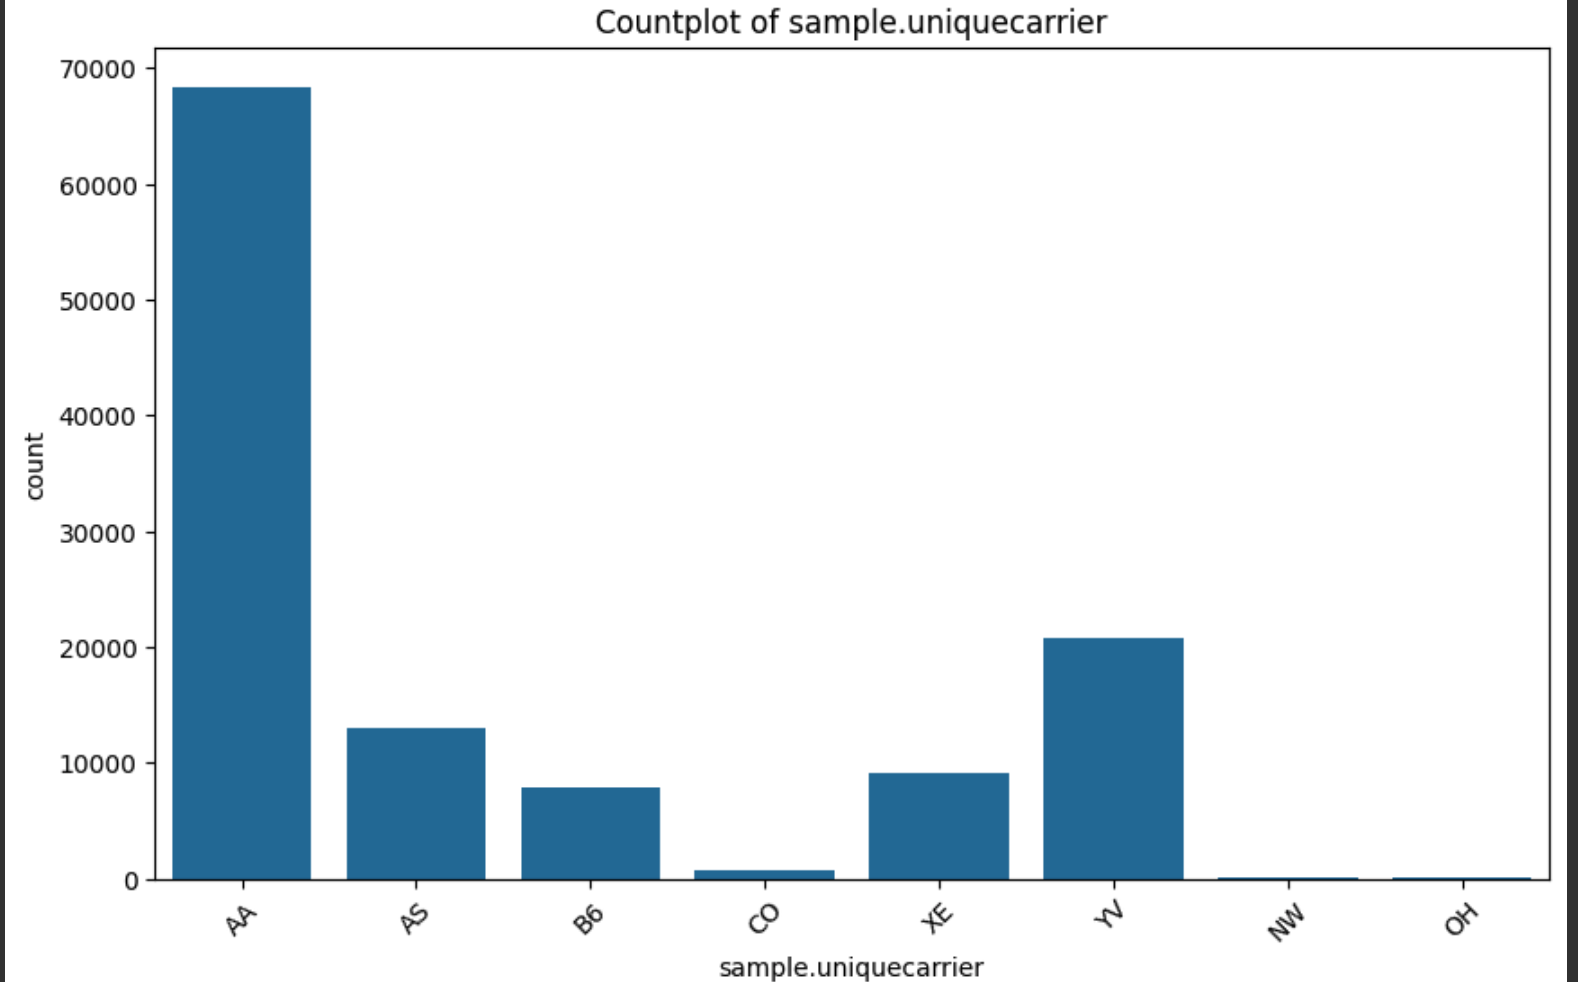 Countplot of sample.uniquecarrier
70000
60000
50000
40000
30000
20000
10000
0
count
AA
AS
B6
CO
XE
YV
NW
OH
sample.uniquecarrier